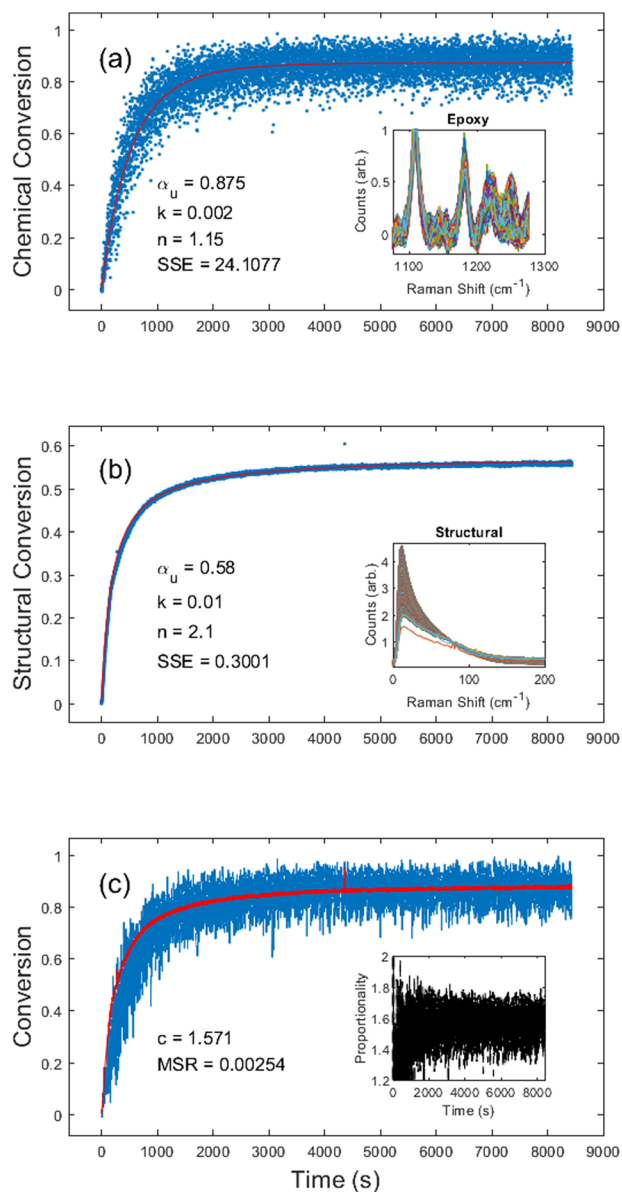 (a)
Chemical Conversion
1
0.8
0.6
0.4
0.2
0
α_u = 0.875
k = 0.002
n = 1.15
SSE = 24.1077
Epoxy
Counts (arb.)
1
0.5
0
1100 1200 1300
Raman Shift (cm⁻¹)
0 1000 2000 3000 4000 5000 6000 7000 8000 9000
(b)
Structural Conversion
0.6
0.5
0.4
0.3
0.2
0.1
0
α_u = 0.58
k = 0.01
n = 2.1
SSE = 0.3001
Structural
Counts (arb.)
4
3
2
1
0 100 200
Raman Shift (cm⁻¹)
0 1000 2000 3000 4000 5000 6000 7000 8000 9000
(c)
Conversion
1
0.8
0.6
0.4
0.2
0
c = 1.571
MSR = 0.00254
Proportionality
2
1.8
1.6
1.4
1.2
0 2000 4000 6000 8000
Time (s)
0 1000 2000 3000 4000 5000 6000 7000 8000 9000
Time (s)